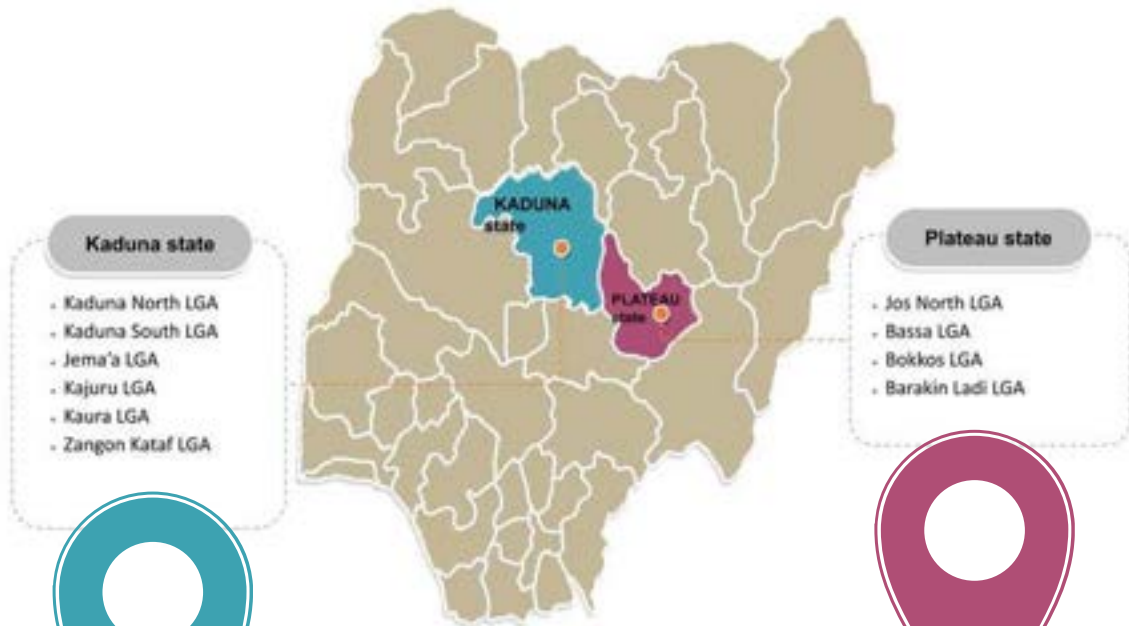 Kaduna state
- Kaduna North LGA
- Kaduna South LGA
- Jema'a LGA
- Kajuru LGA
- Kaura LGA
- Zangon Kataf LGA
KADUNA
state
PLATEAU
state
Plateau state
- Jos North LGA
- Bassa LGA
- Bokkos LGA
- Barakin Ladi LGA